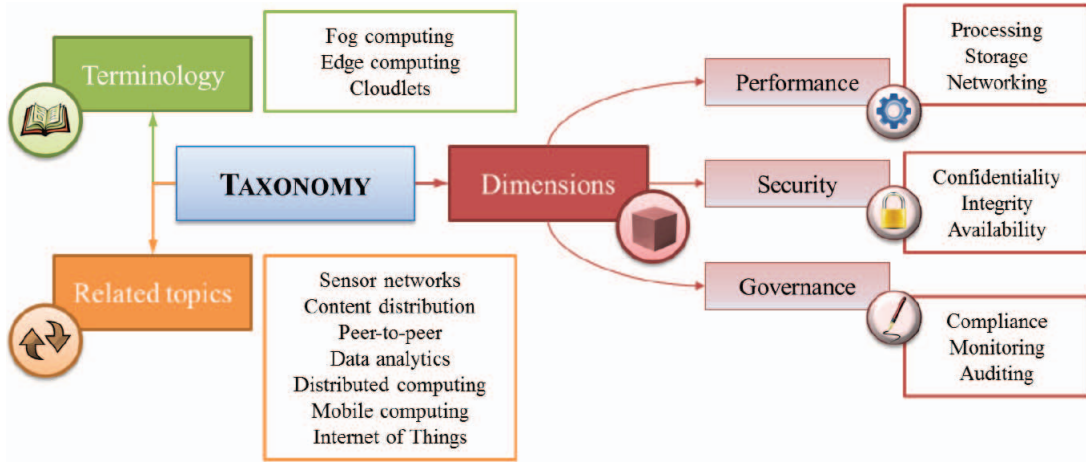 Terminology
Fog computing
Edge computing
Cloudlets
TAXONOMY
Related topics
Sensor networks
Content distribution
Peer-to-peer
Data analytics
Distributed computing
Mobile computing
Internet of Things
Dimensions
Performance
Processing
Storage
Networking
Security
Confidentiality
Integrity
Availability
Governance
Compliance
Monitoring
Auditing